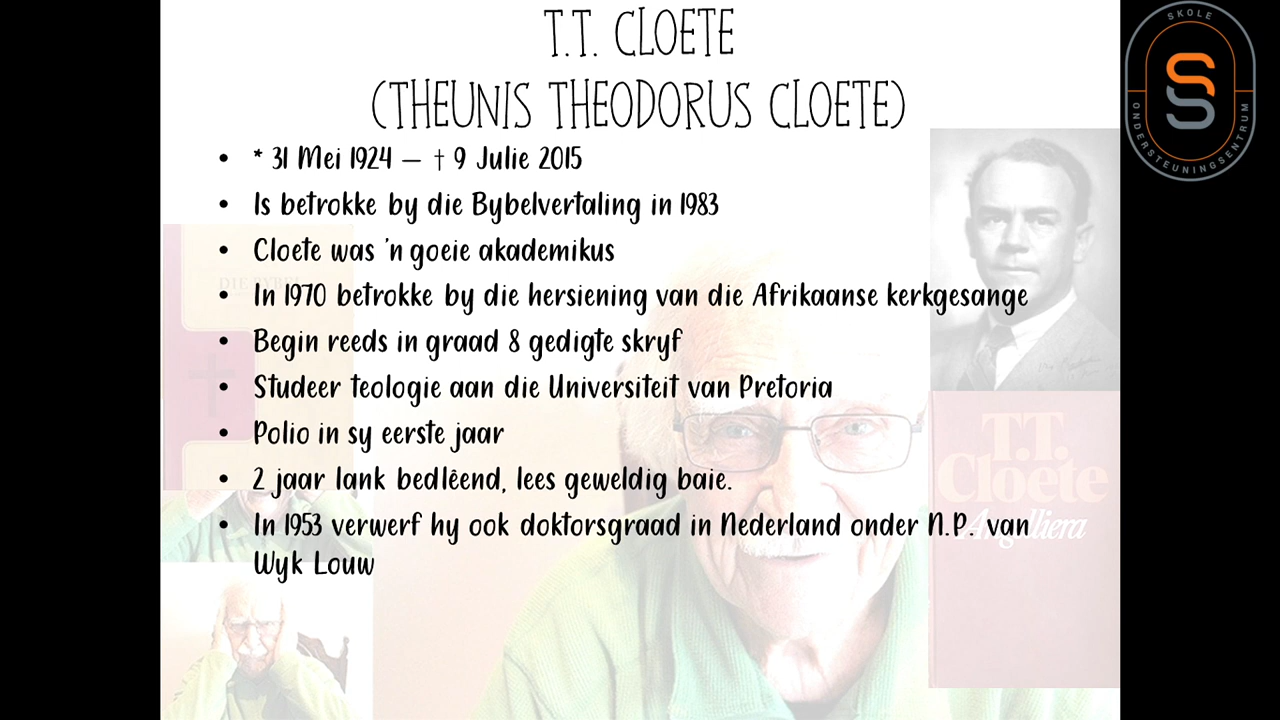 T.T. CLOETE
(THEUNIS THEODORUS CLOETE)
• * 31 Mei 1924 – † 9 Julie 2015
• Is betrokke by die Bybelvertaling in 1983
• Cloete was 'n goeie akademikus
• In 1970 betrokke by die hersiening van die Afrikaanse kerkgesange
• Begin reeds in graad 8 gedigte skryf
• Studeer teologie aan die Universiteit van Pretoria
• Polio in sy eerste jaar
• 2 jaar lank bedlêend, lees geweldig baie.
• In 1953 verwerf hy ook doktorsgraad in Nederland onder N.P. van
Wyk Louw
SKOLE
SS
ONDERSTEUNINGSENTRUM
DIE BYBEL
T.T.
Cloete